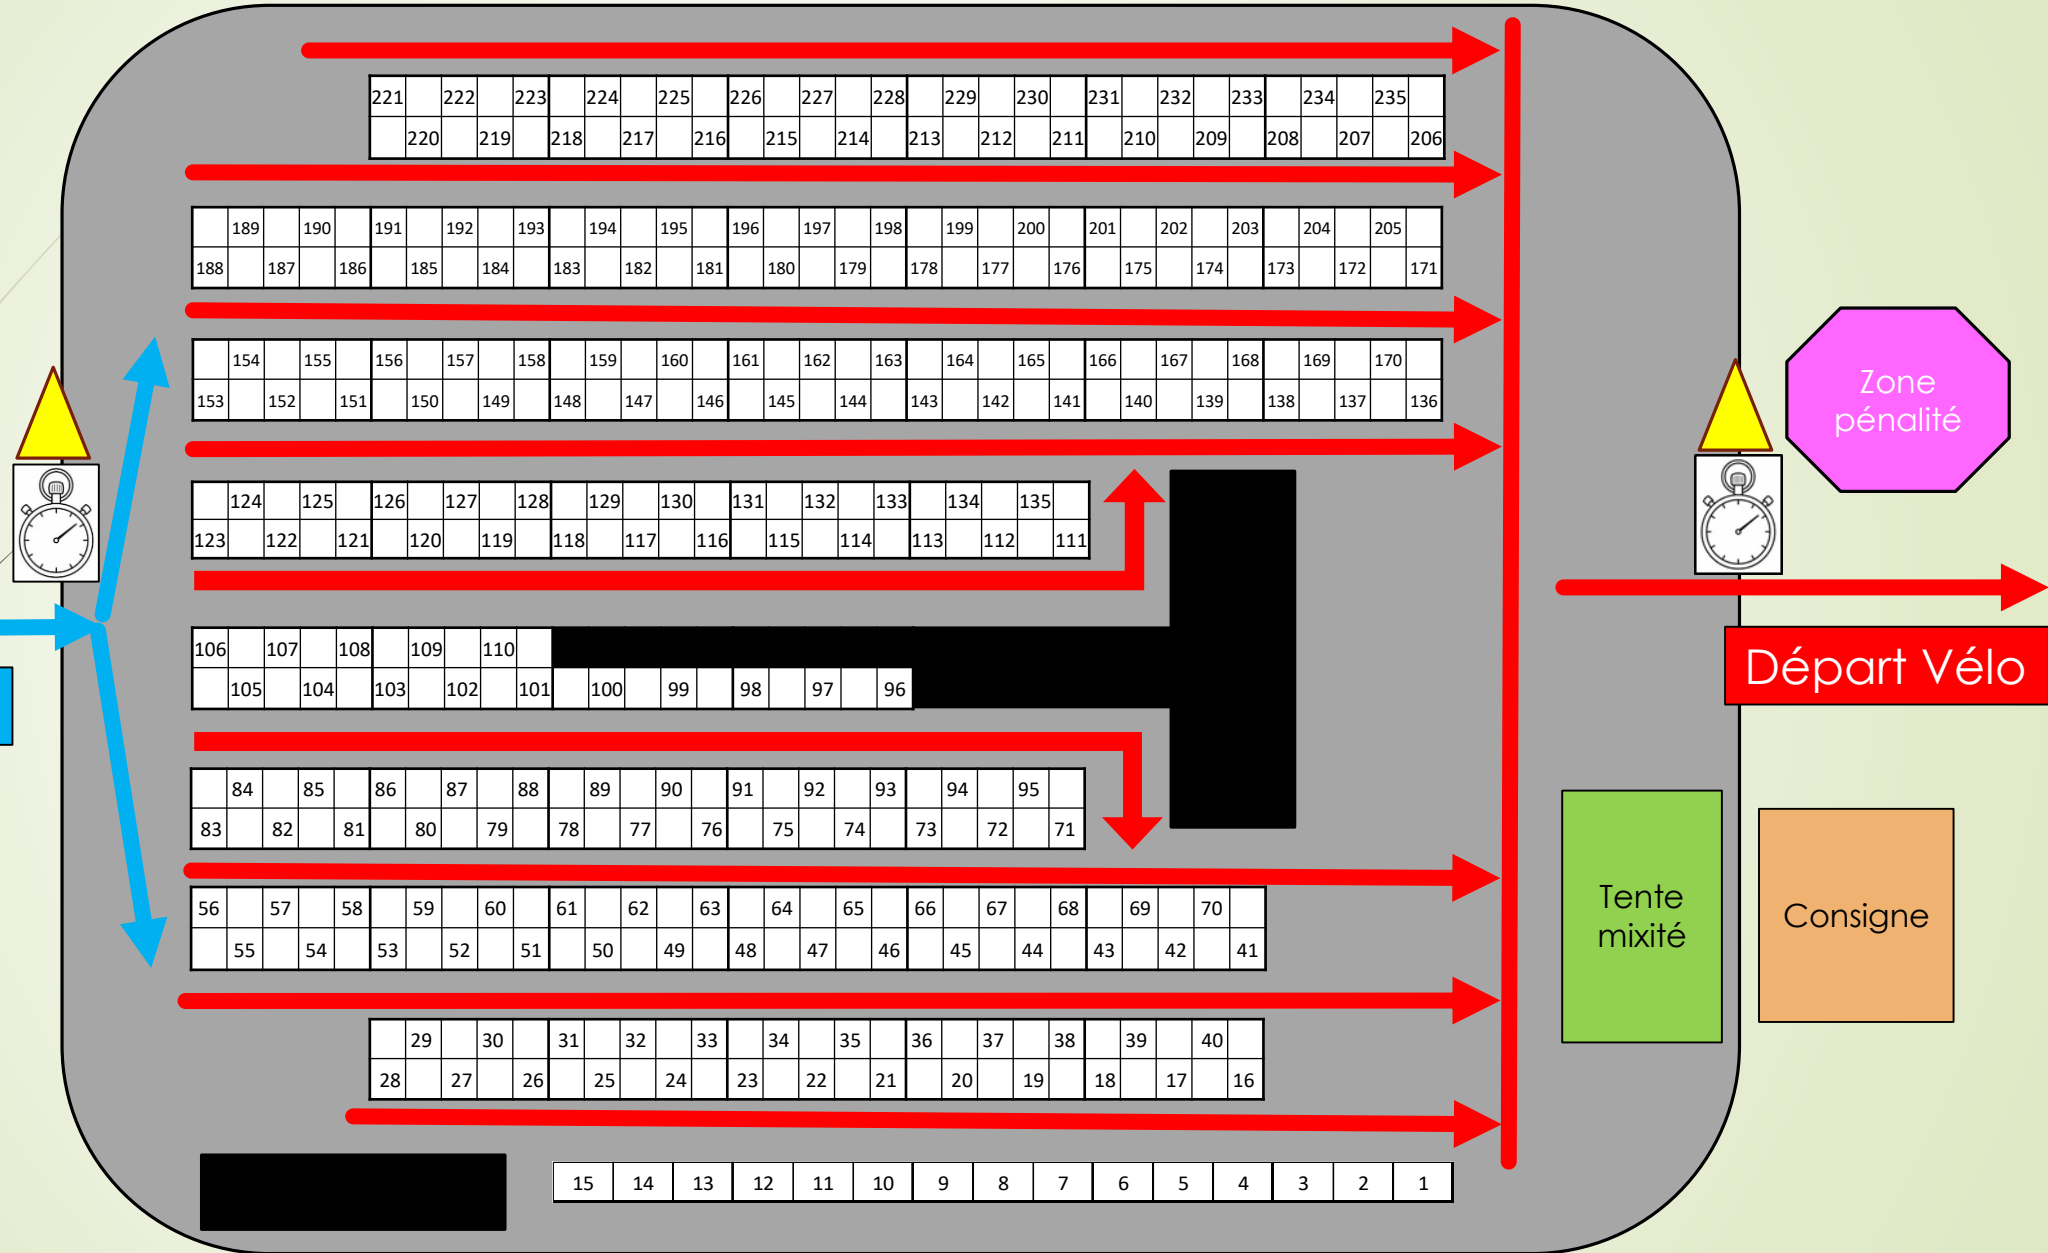 221 222 223 224 225 226 227 228 229 230 231 232 233 234 235
220 219 218 217 216 215 214 213 212 211 210 209 208 207 206
189 190 191 192 193 194 195 196 197 198 199 200 201 202 203 204 205
188 187 186 185 184 183 182 181 180 179 178 177 176 175 174 173 172 171
154 155 156 157 158 159 160 161 162 163 164 165 166 167 168 169 170
153 152 151 150 149 148 147 146 145 144 143 142 141 140 139 138 137 136
Zone
pénalité
124 125 126 127 128 129 130 131 132 133 134 135
123 122 121 120 119 118 117 116 115 114 113 112 111
106 107 108 109 110
105 104 103 102 101 100 99 98 97 96
Départ Vélo
84 85 86 87 88 89 90 91 92 93 94 95
83 82 81 80 79 78 77 76 75 74 73 72 71
56 57 58 59 60 61 62 63 64 65 66 67 68 69 70
55 54 53 52 51 50 49 48 47 46 45 44 43 42 41
Tente
mixité
Consigne
29 30 31 32 33 34 35 36 37 38 39 40
28 27 26 25 24 23 22 21 20 19 18 17 16
15 14 13 12 11 10 9 8 7 6 5 4 3 2 1